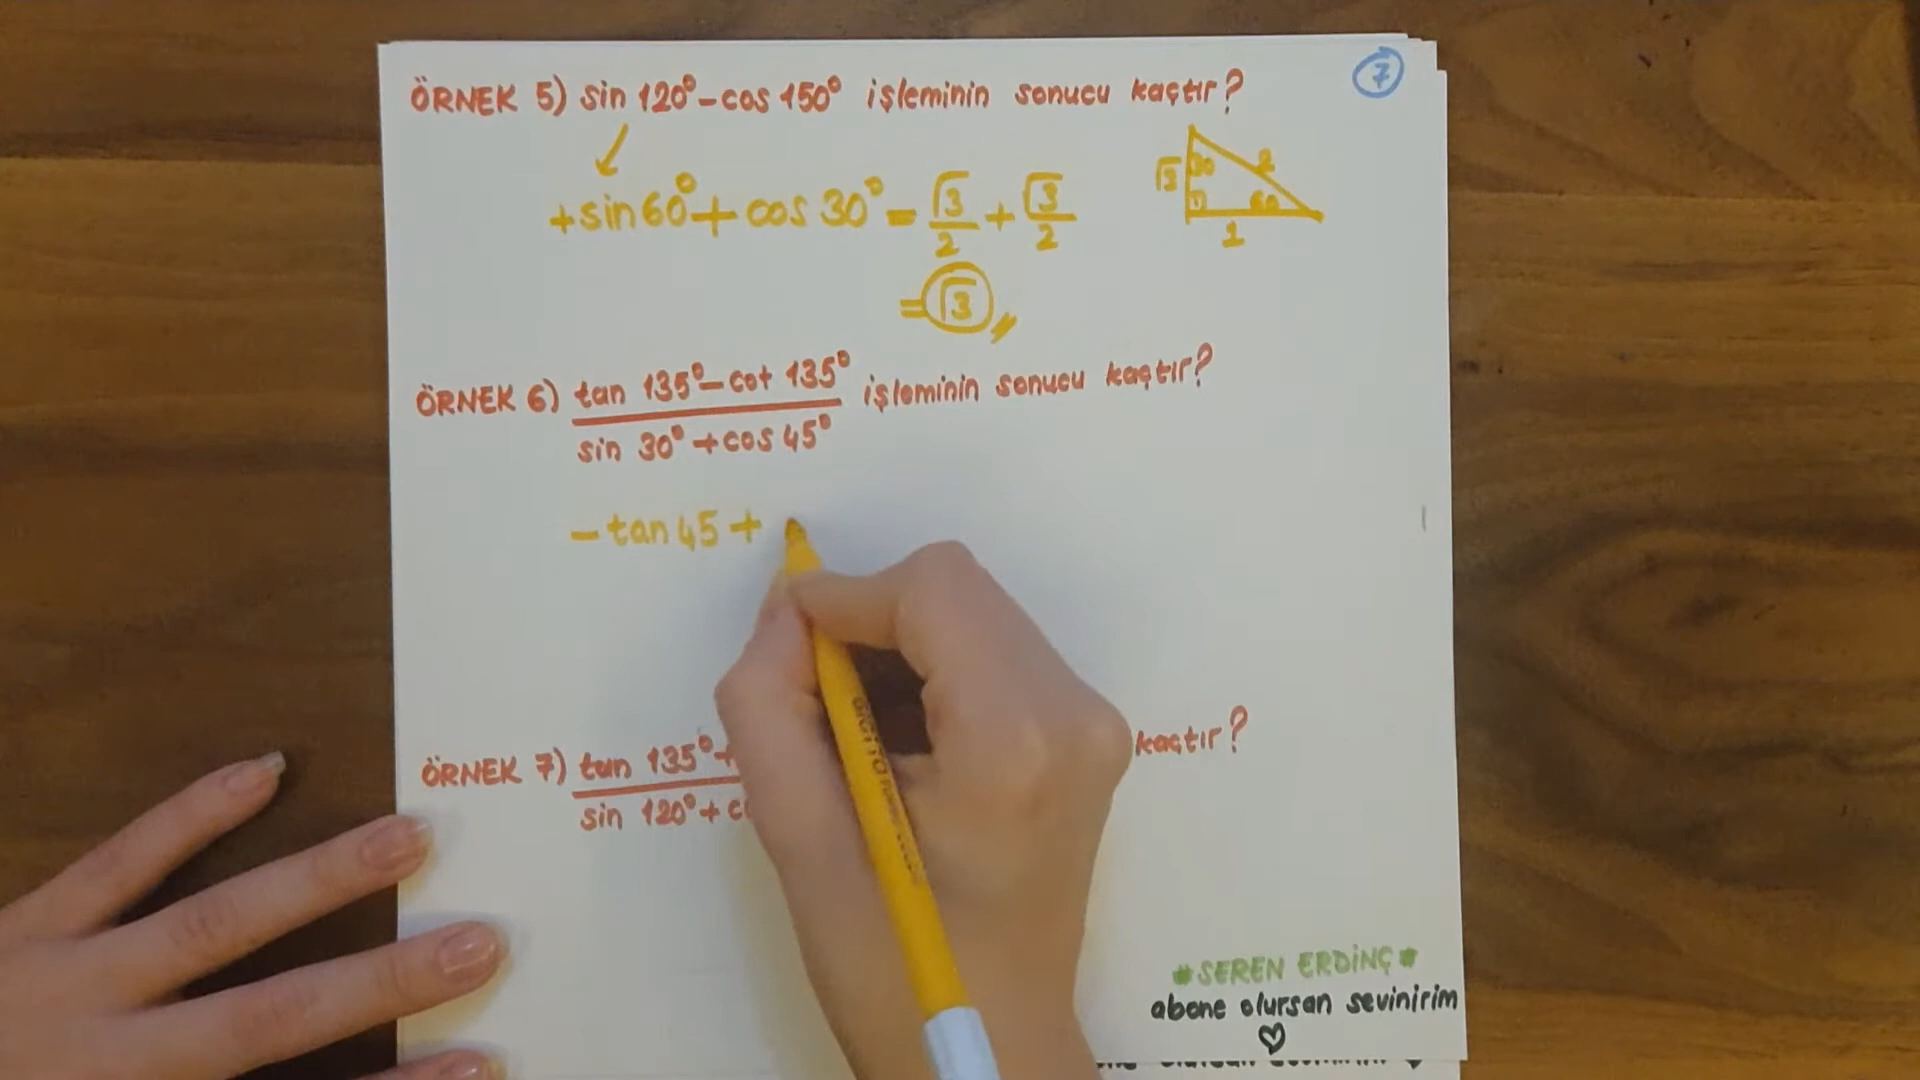 7
ÖRNEK 5) sin 120° - cos 150° işleminin sonucu kaçtır?
+ sin 60° + cos 30° = √3/2 + √3/2
= √3
√3 30 2 60 1
ÖRNEK 6) tan 135° - cot 135° işleminin sonucu kaçtır?
sin 30° + cos 45°
- tan 45 +
ÖRNEK 7) tan 135° + kaçtır?
sin 120° +
SEREN ERDİNÇ
abone olursan sevinirim